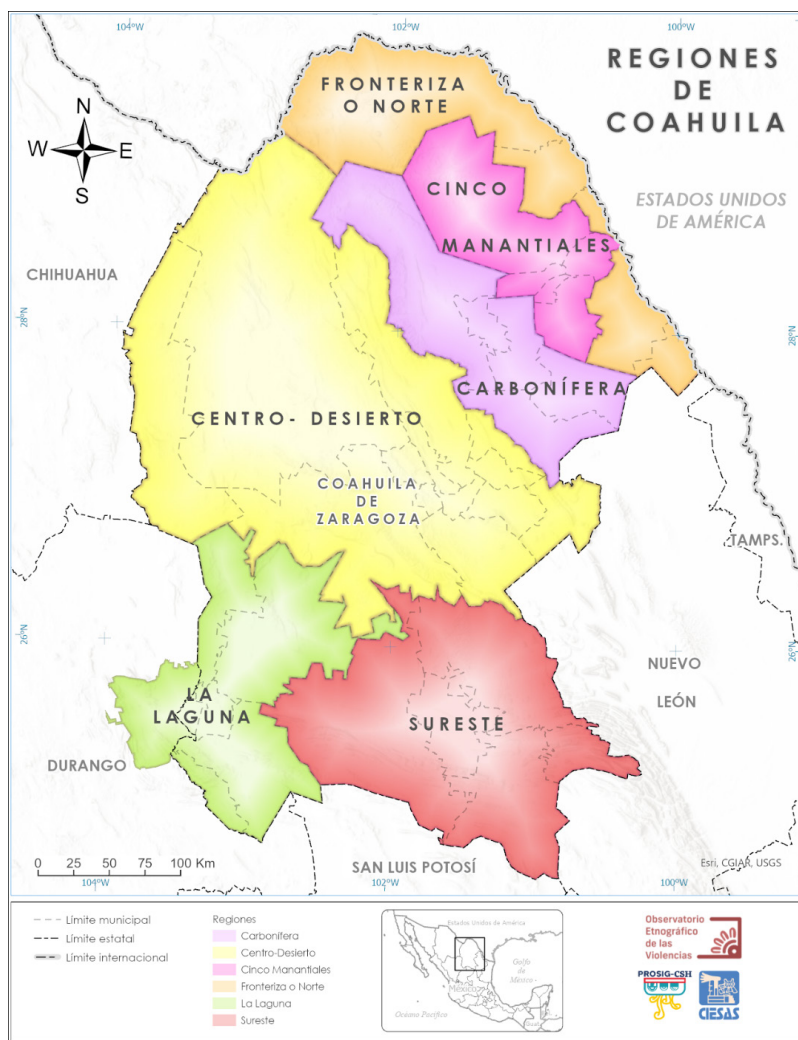 104°W
102°W
100°W
REGIONES
DE
COAHUILA
FRONTERIZA
O NORTE
N
W
E
S
CINCO
ESTADOS UNIDOS
DE AMÉRICA
MANANTIALES
CHIHUAHUA
28°N
28°N
CARBONÍFERA
CENTRO- DESIERTO
COAHUILA
DE
ZARAGOZA
TAMPS.
26°N
26°N
NUEVO
LEÓN
LA
LAGUNA
SURESTE
DURANGO
0 25 50 75 100 Km
SAN LUIS POTOSÍ
Esri, CGIAR, USGS
104°W
102°W
100°W
Límite municipal
Límite estatal
Límite internacional
Regiones
Carbonífera
Centro-Desierto
Cinco Manantiales
Fronteriza o Norte
La Laguna
Sureste
Estados Unidos de América
Golfo
de
México
México
Oceano Pacífico
Observatorio
Etnográfico
de las
Violencias
PROSIG-CSH
CIESAS